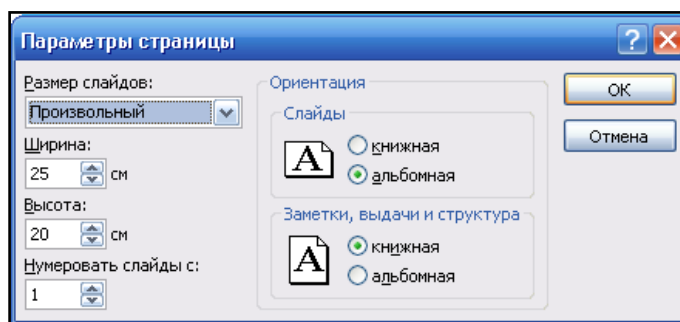 Параметры страницы
Размер слайдов:
Произвольный
Ширина:
25 см
Высота:
20 см
Нумеровать слайды с:
1
Ориентация
Слайды
A
книжная
альбомная
Заметки, выдачи и структура
A
книжная
альбомная
ОК
Отмена